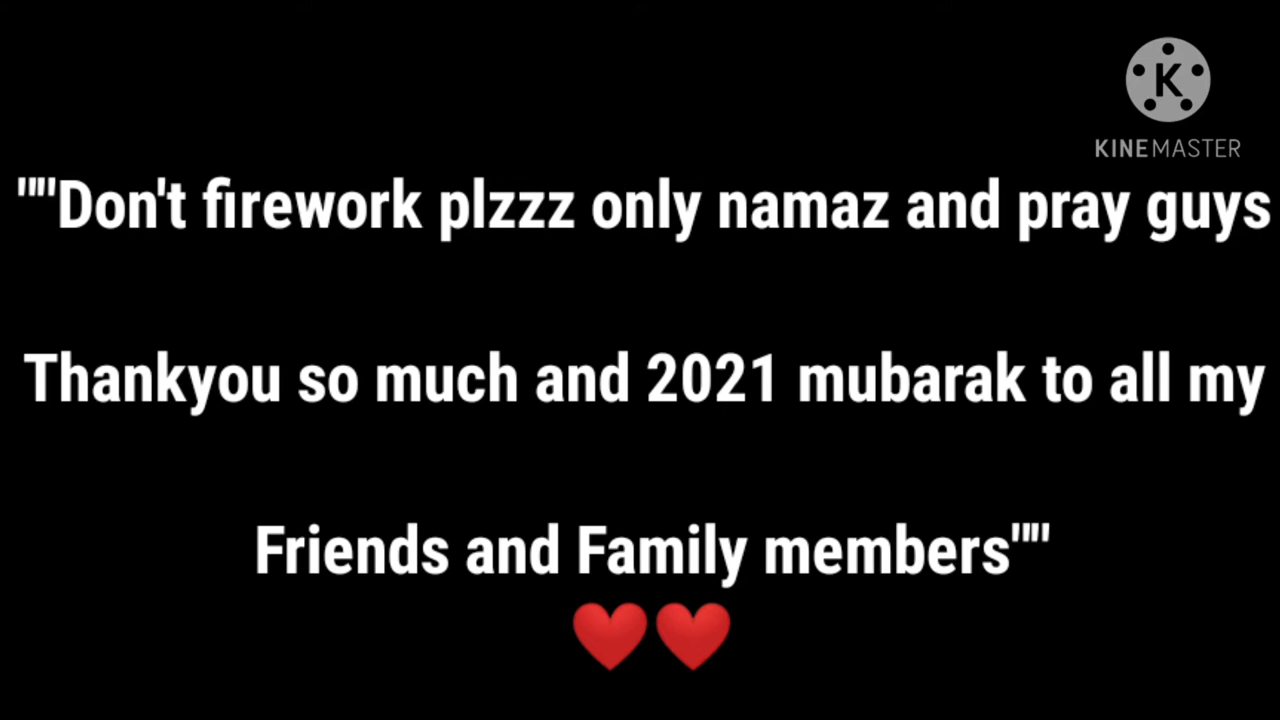 K
KINEMASTER
""Don't firework plzzz only namaz and pray guys
Thankyou so much and 2021 mubarak to all my
Friends and Family members""
❤️❤️